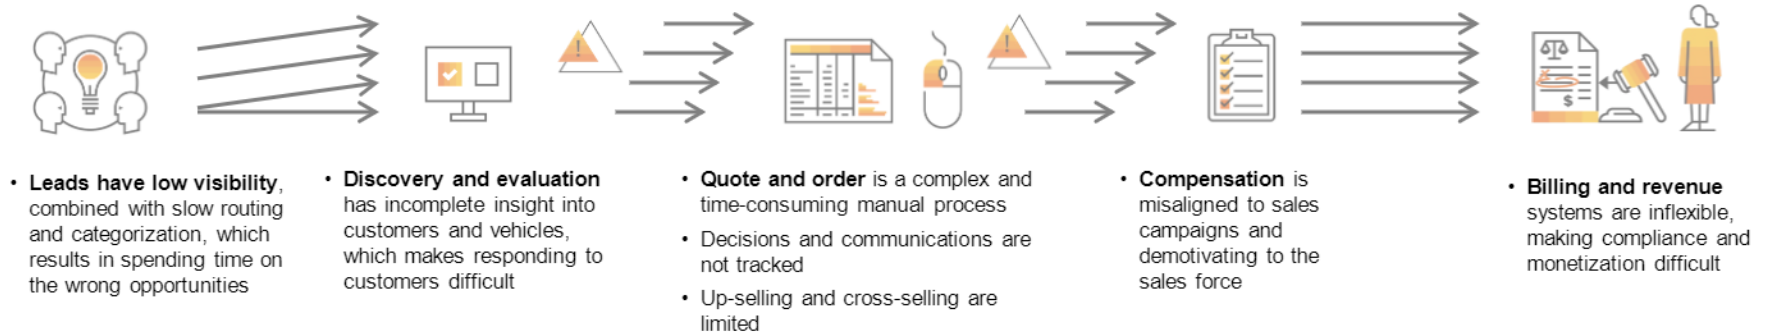 • Leads have low visibility,
combined with slow routing
and categorization, which
results in spending time on
the wrong opportunities
• Discovery and evaluation
has incomplete insight into
customers and vehicles,
which makes responding to
customers difficult
• Quote and order is a complex and
time-consuming manual process
• Decisions and communications are
not tracked
• Up-selling and cross-selling are
limited
• Compensation is
misaligned to sales
campaigns and
demotivating to the
sales force
• Billing and revenue
systems are inflexible,
making compliance and
monetization difficult